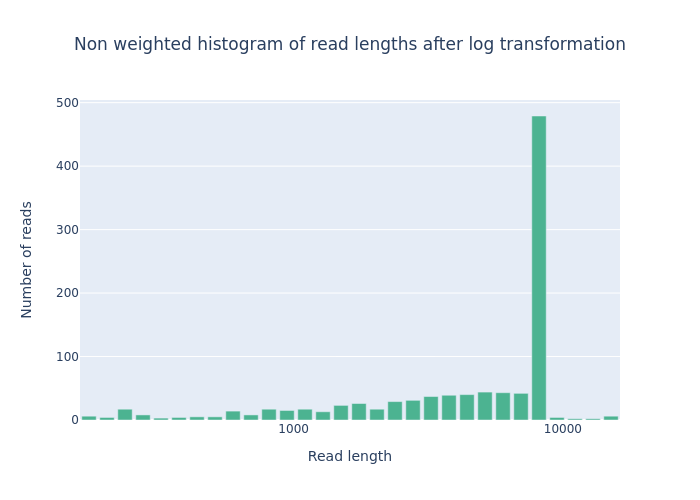 Non weighted histogram of read lengths after log transformation
500
400
300
200
100
0
Number of reads
1000
10000
Read length